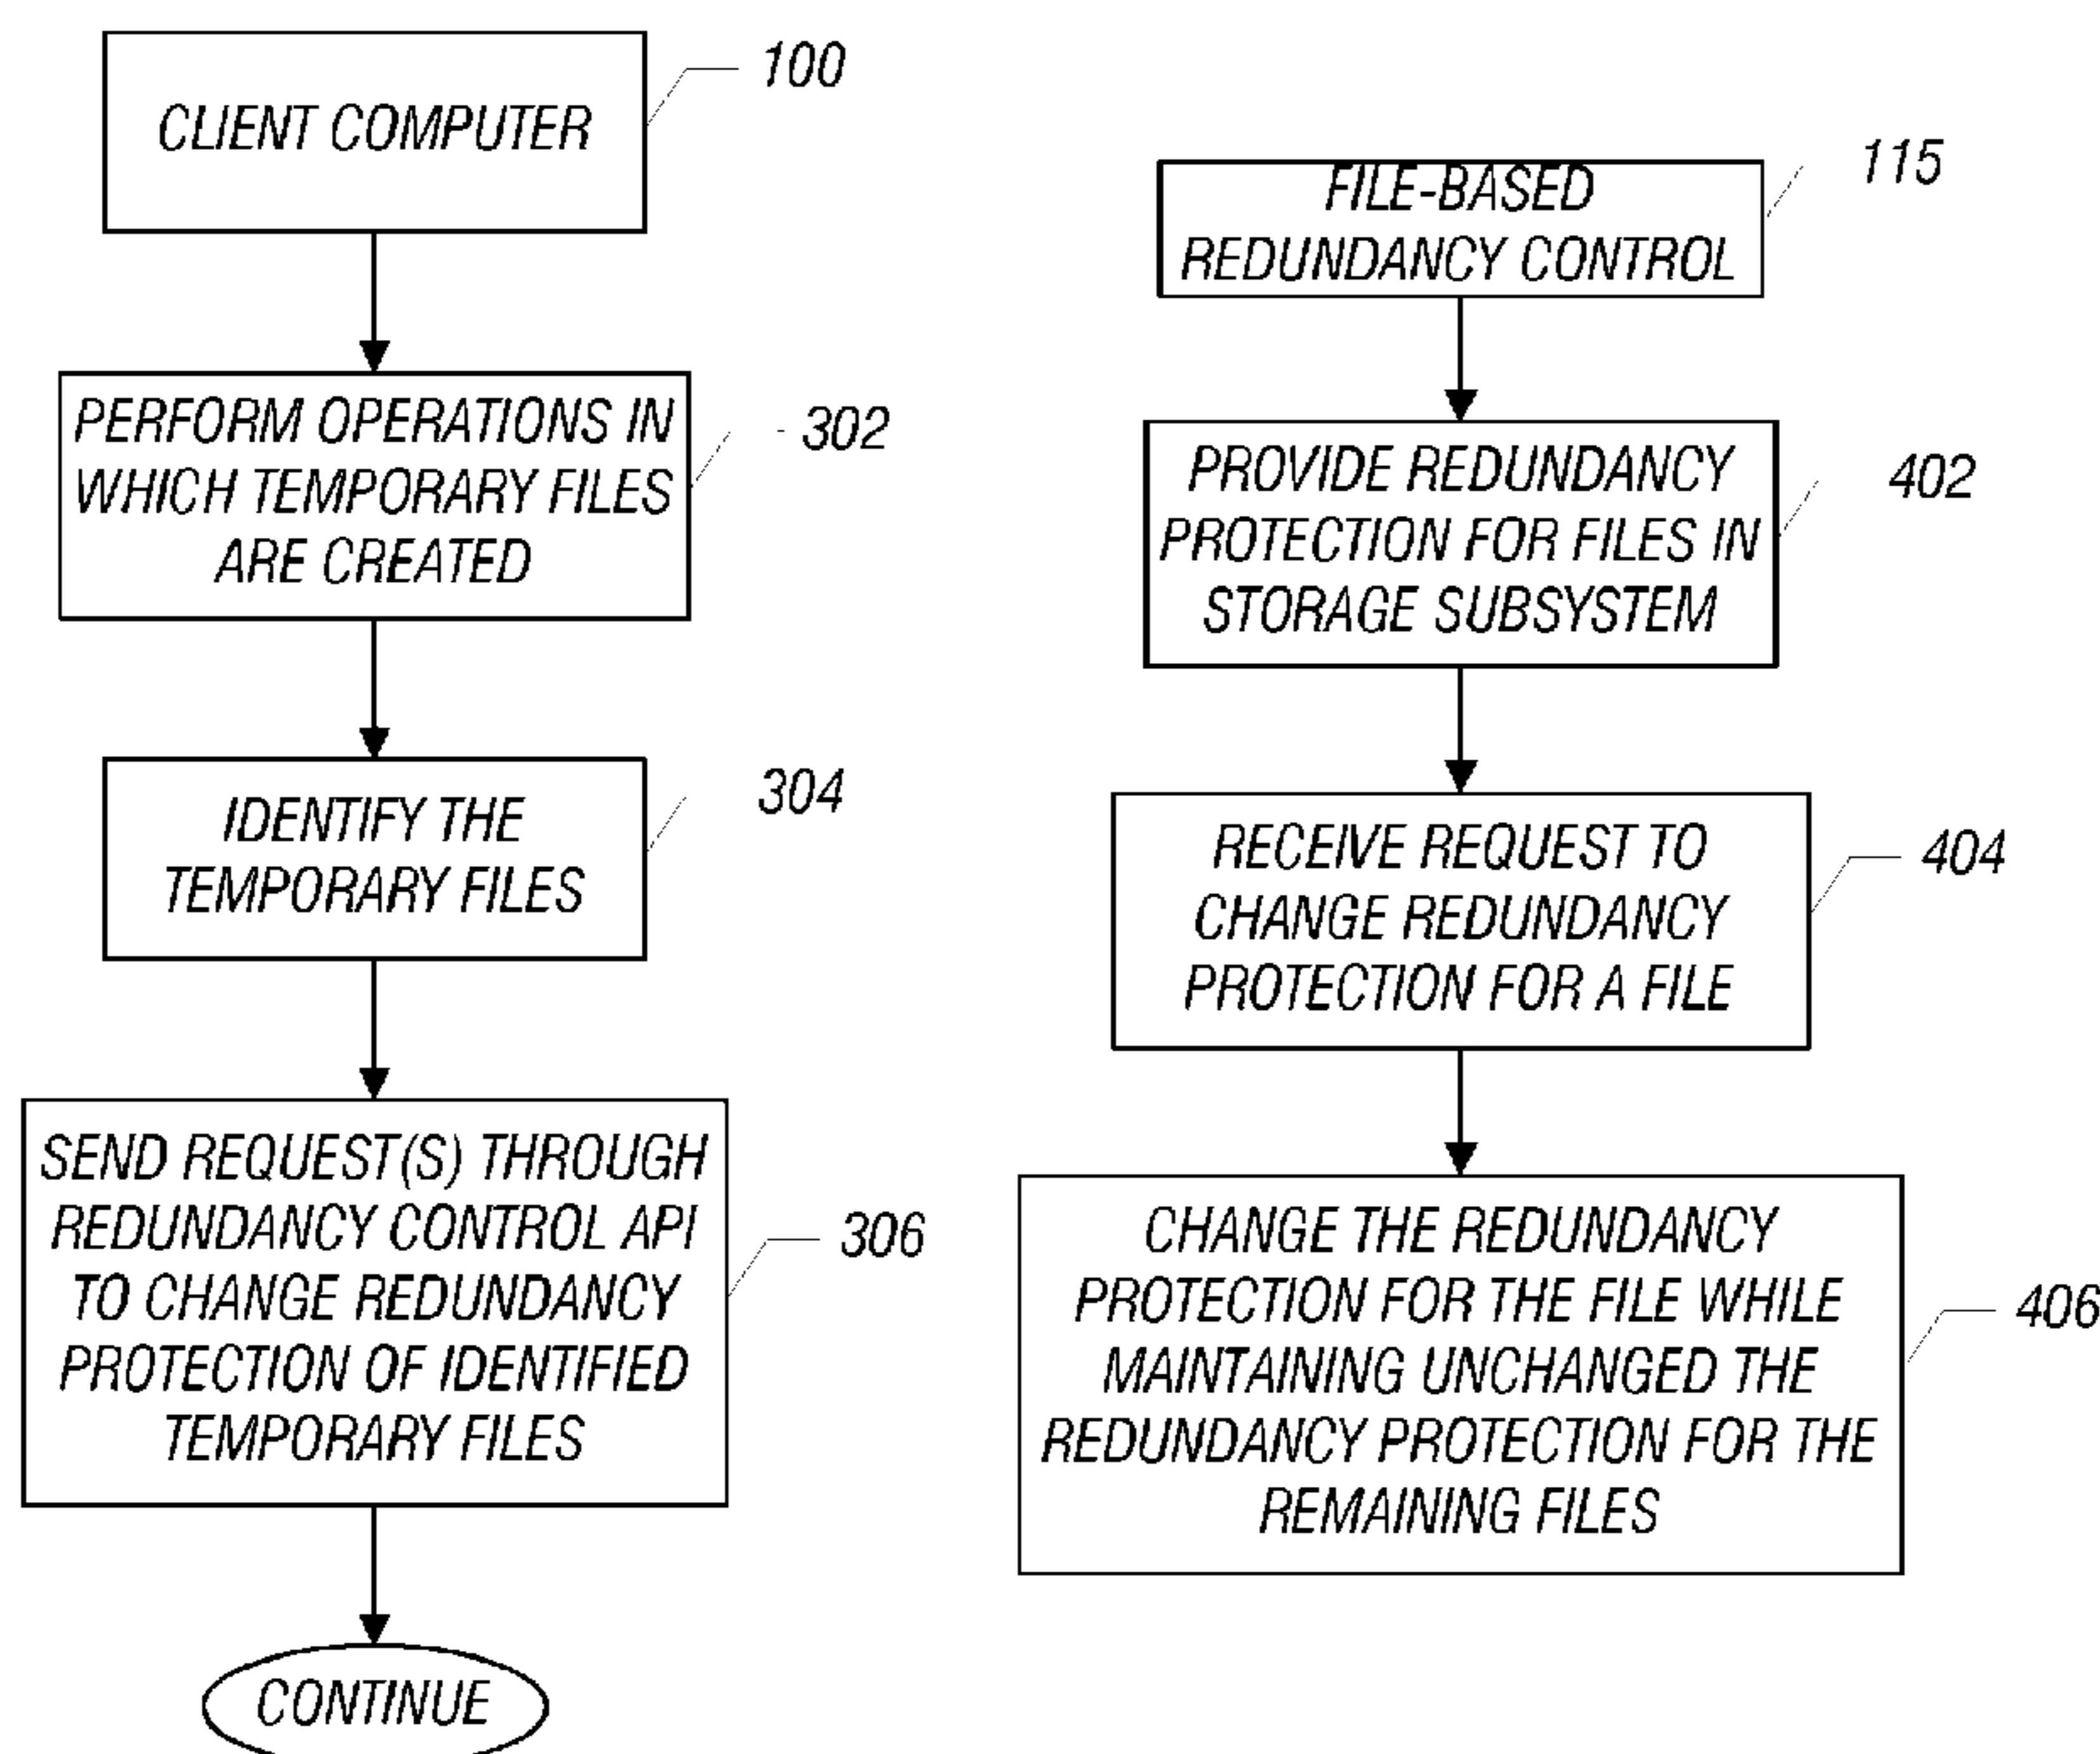 CLIENT COMPUTER
100
PERFORM OPERATIONS IN
WHICH TEMPORARY FILES
ARE CREATED
302
IDENTIFY THE
TEMPORARY FILES
304
SEND REQUEST(S) THROUGH
REDUNDANCY CONTROL API
TO CHANGE REDUNDANCY
PROTECTION OF IDENTIFIED
TEMPORARY FILES
306
CONTINUE
FILE-BASED
REDUNDANCY CONTROL
115
PROVIDE REDUNDANCY
PROTECTION FOR FILES IN
STORAGE SUBSYSTEM
402
RECEIVE REQUEST TO
CHANGE REDUNDANCY
PROTECTION FOR A FILE
404
CHANGE THE REDUNDANCY
PROTECTION FOR THE FILE WHILE
MAINTAINING UNCHANGED THE
REDUNDANCY PROTECTION FOR THE
REMAINING FILES
406